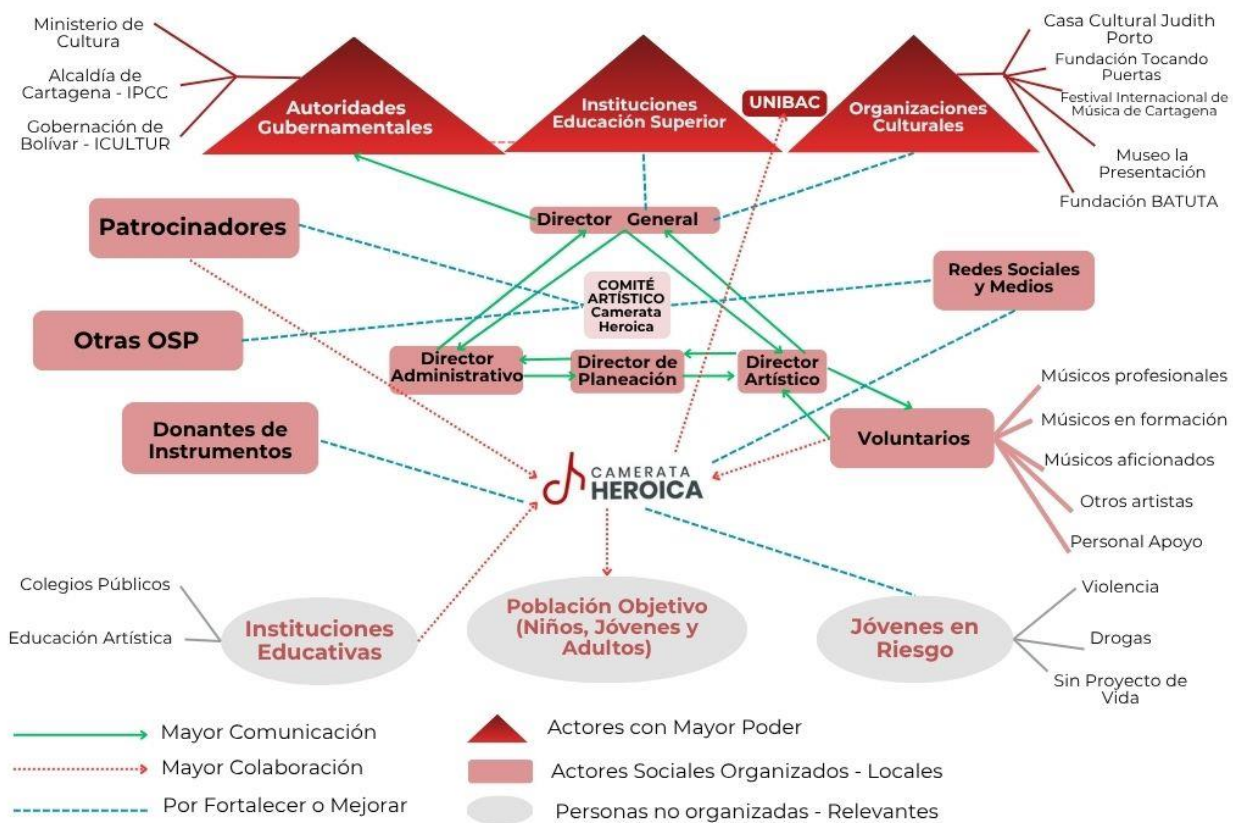 Ministerio de
Cultura
Alcaldía de
Cartagena - IPCC
Gobernación de
Bolívar - ICULTUR
Autoridades
Gubernamentales
Instituciones
Educación Superior
UNIBAC
Organizaciones
Culturales
Casa Cultural Judith
Porto
Fundación Tocando
Puertas
Festival Internacional de
Música de Cartagena
Museo la
Presentación
Fundación BATUTA
Patrocinadores
Director General
Redes Sociales
y Medios
COMITÉ
ARTÍSTICO
Camerata
Heroica
Otras OSP
Director
Administrativo
Director de
Planeación
Director
Artístico
Donantes de
Instrumentos
Voluntarios
Músicos profesionales
Músicos en formación
Músicos aficionados
Otros artistas
Personal Apoyo
CAMERATA
HEROICA
Colegios Públicos
Educación Artística
Instituciones
Educativas
Población Objetivo
(Niños, Jóvenes y
Adultos)
Jóvenes en
Riesgo
Violencia
Drogas
Sin Proyecto de
Vida
Mayor Comunicación
Mayor Colaboración
Por Fortalecer o Mejorar
Actores con Mayor Poder
Actores Sociales Organizados - Locales
Personas no organizadas - Relevantes